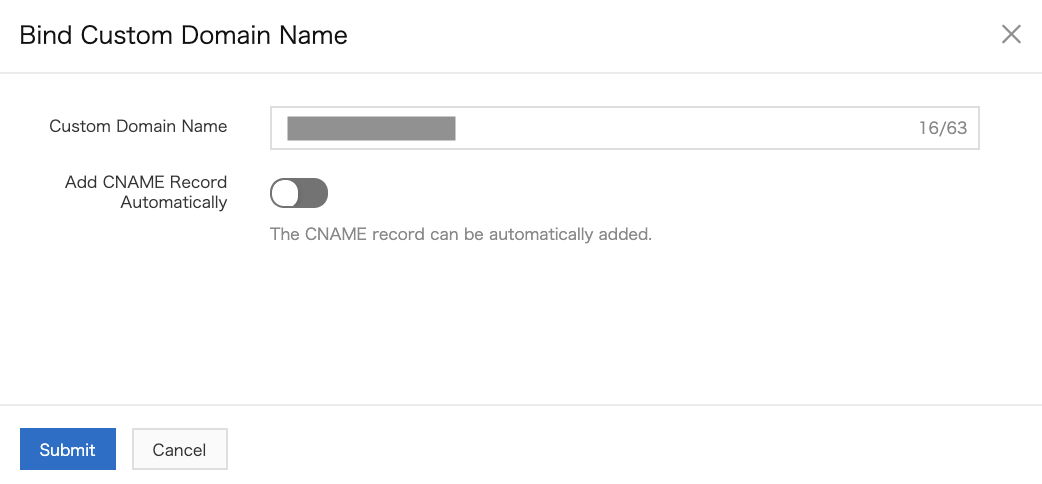 Bind Custom Domain Name
Custom Domain Name
16/63
Add CNAME Record
Automatically
The CNAME record can be automatically added.
Submit
Cancel